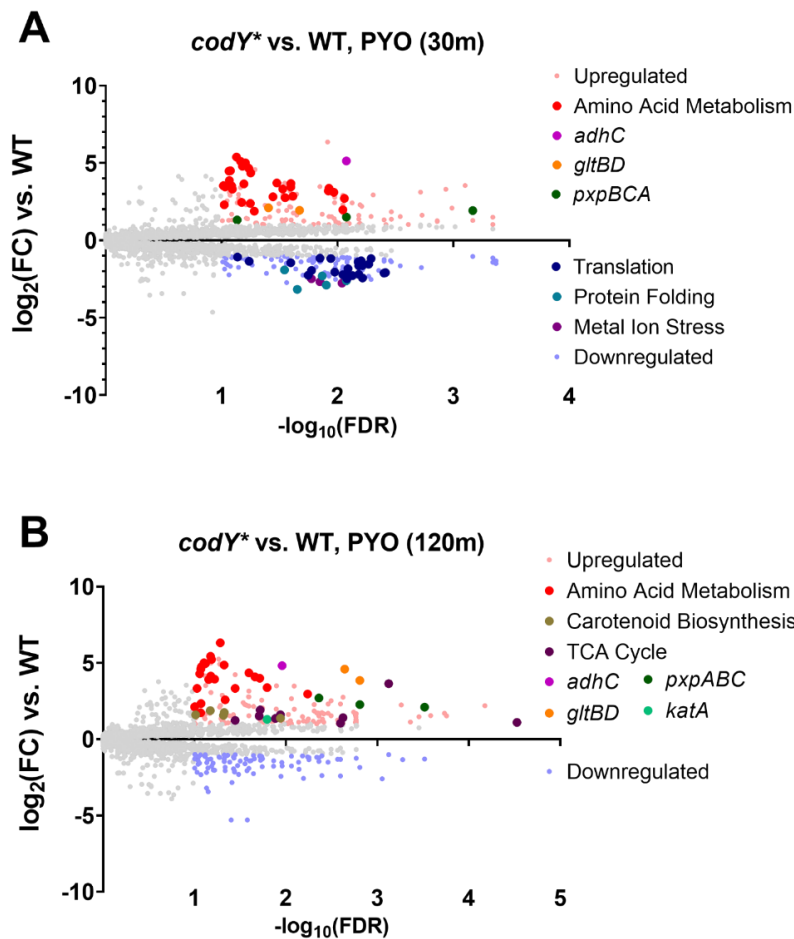 A
codY* vs. WT, PYO (30m)
log2(FC) vs. WT
10
5
0
-5
-10
1
2
3
4
-log10(FDR)
Upregulated
Amino Acid Metabolism
adhC
gltBD
pxpBCA
Translation
Protein Folding
Metal Ion Stress
Downregulated
B
codY* vs. WT, PYO (120m)
log2(FC) vs. WT
10
5
0
-5
-10
1
2
3
4
5
-log10(FDR)
Upregulated
Amino Acid Metabolism
Carotenoid Biosynthesis
TCA Cycle
adhC pxpABC
gltBD katA
Downregulated